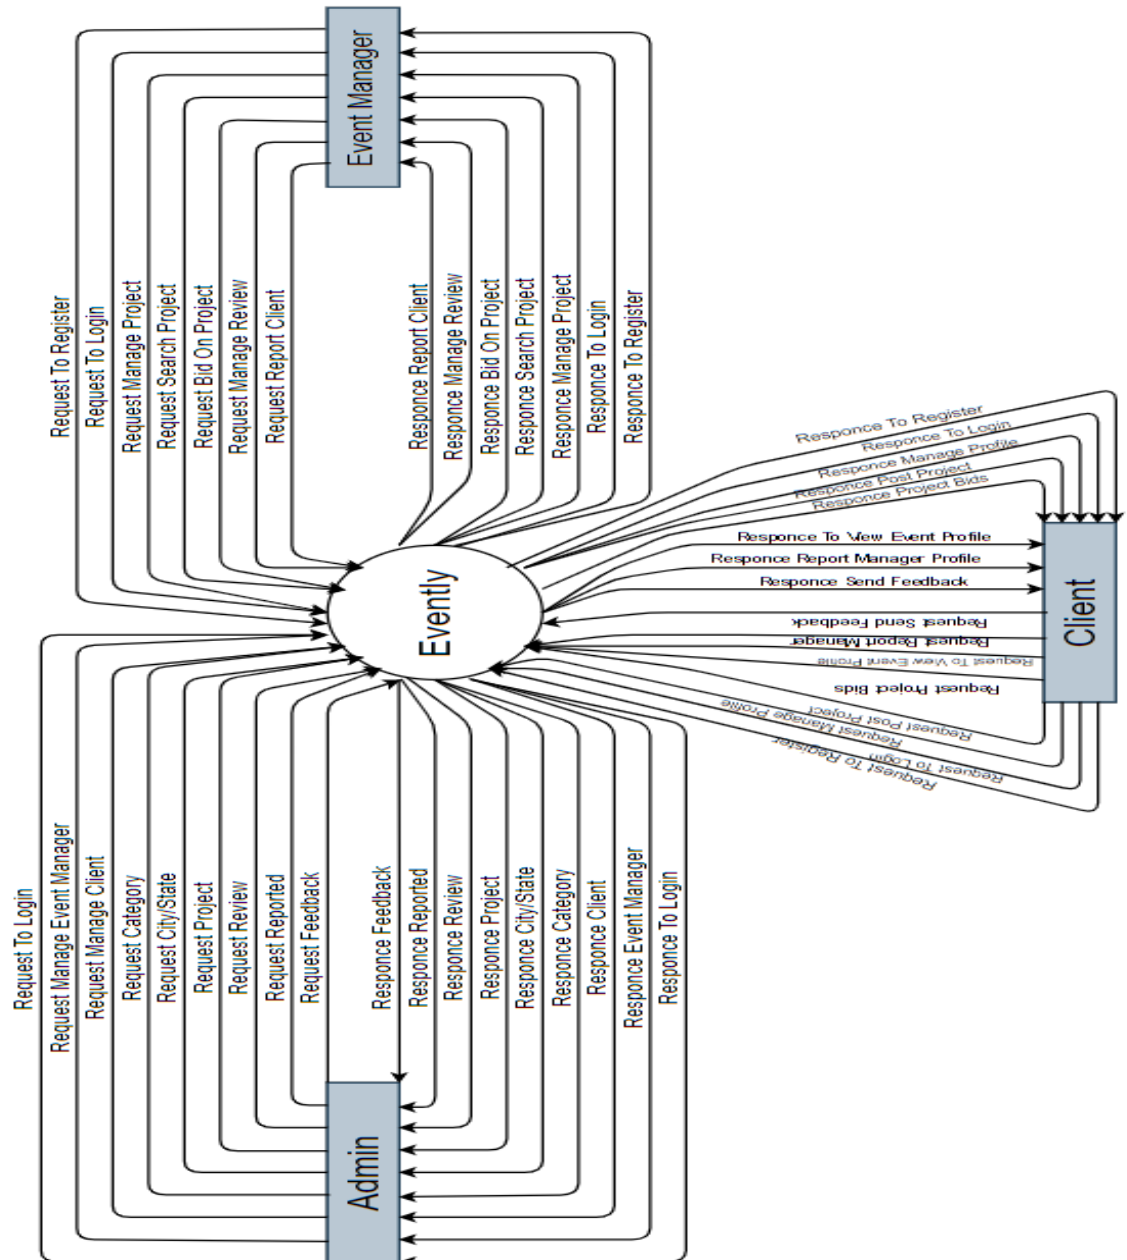 Event Manager
Request To Register
Request To Login
Request Manage Project
Request Search Project
Request Bid On Project
Request Manage Review
Request Report Client
Responce Report Client
Responce Manage Review
Responce Bid On Project
Responce Search Project
Responce Manage Project
Responce To Login
Responce To Register
Evently
Responce To Register
Responce To Login
Responce Manage Profile
Responce Post Project
Responce Project Bids
Responce To View Event Profile
Responce Report Manager Profile
Responce Send Feedback
Request Send Feedback
Request Report Manager
Request To View Event Profile
Request Project Bids
Request Post Project
Request Manage Profile
Request To Login
Request To Register
Client
Request To Login
Request Manage Event Manager
Request Manage Client
Request Category
Request City/State
Request Project
Request Review
Request Reported
Request Feedback
Responce Feedback
Responce Reported
Responce Review
Responce Project
Responce City/State
Responce Category
Responce Client
Responce Event Manager
Responce To Login
Admin